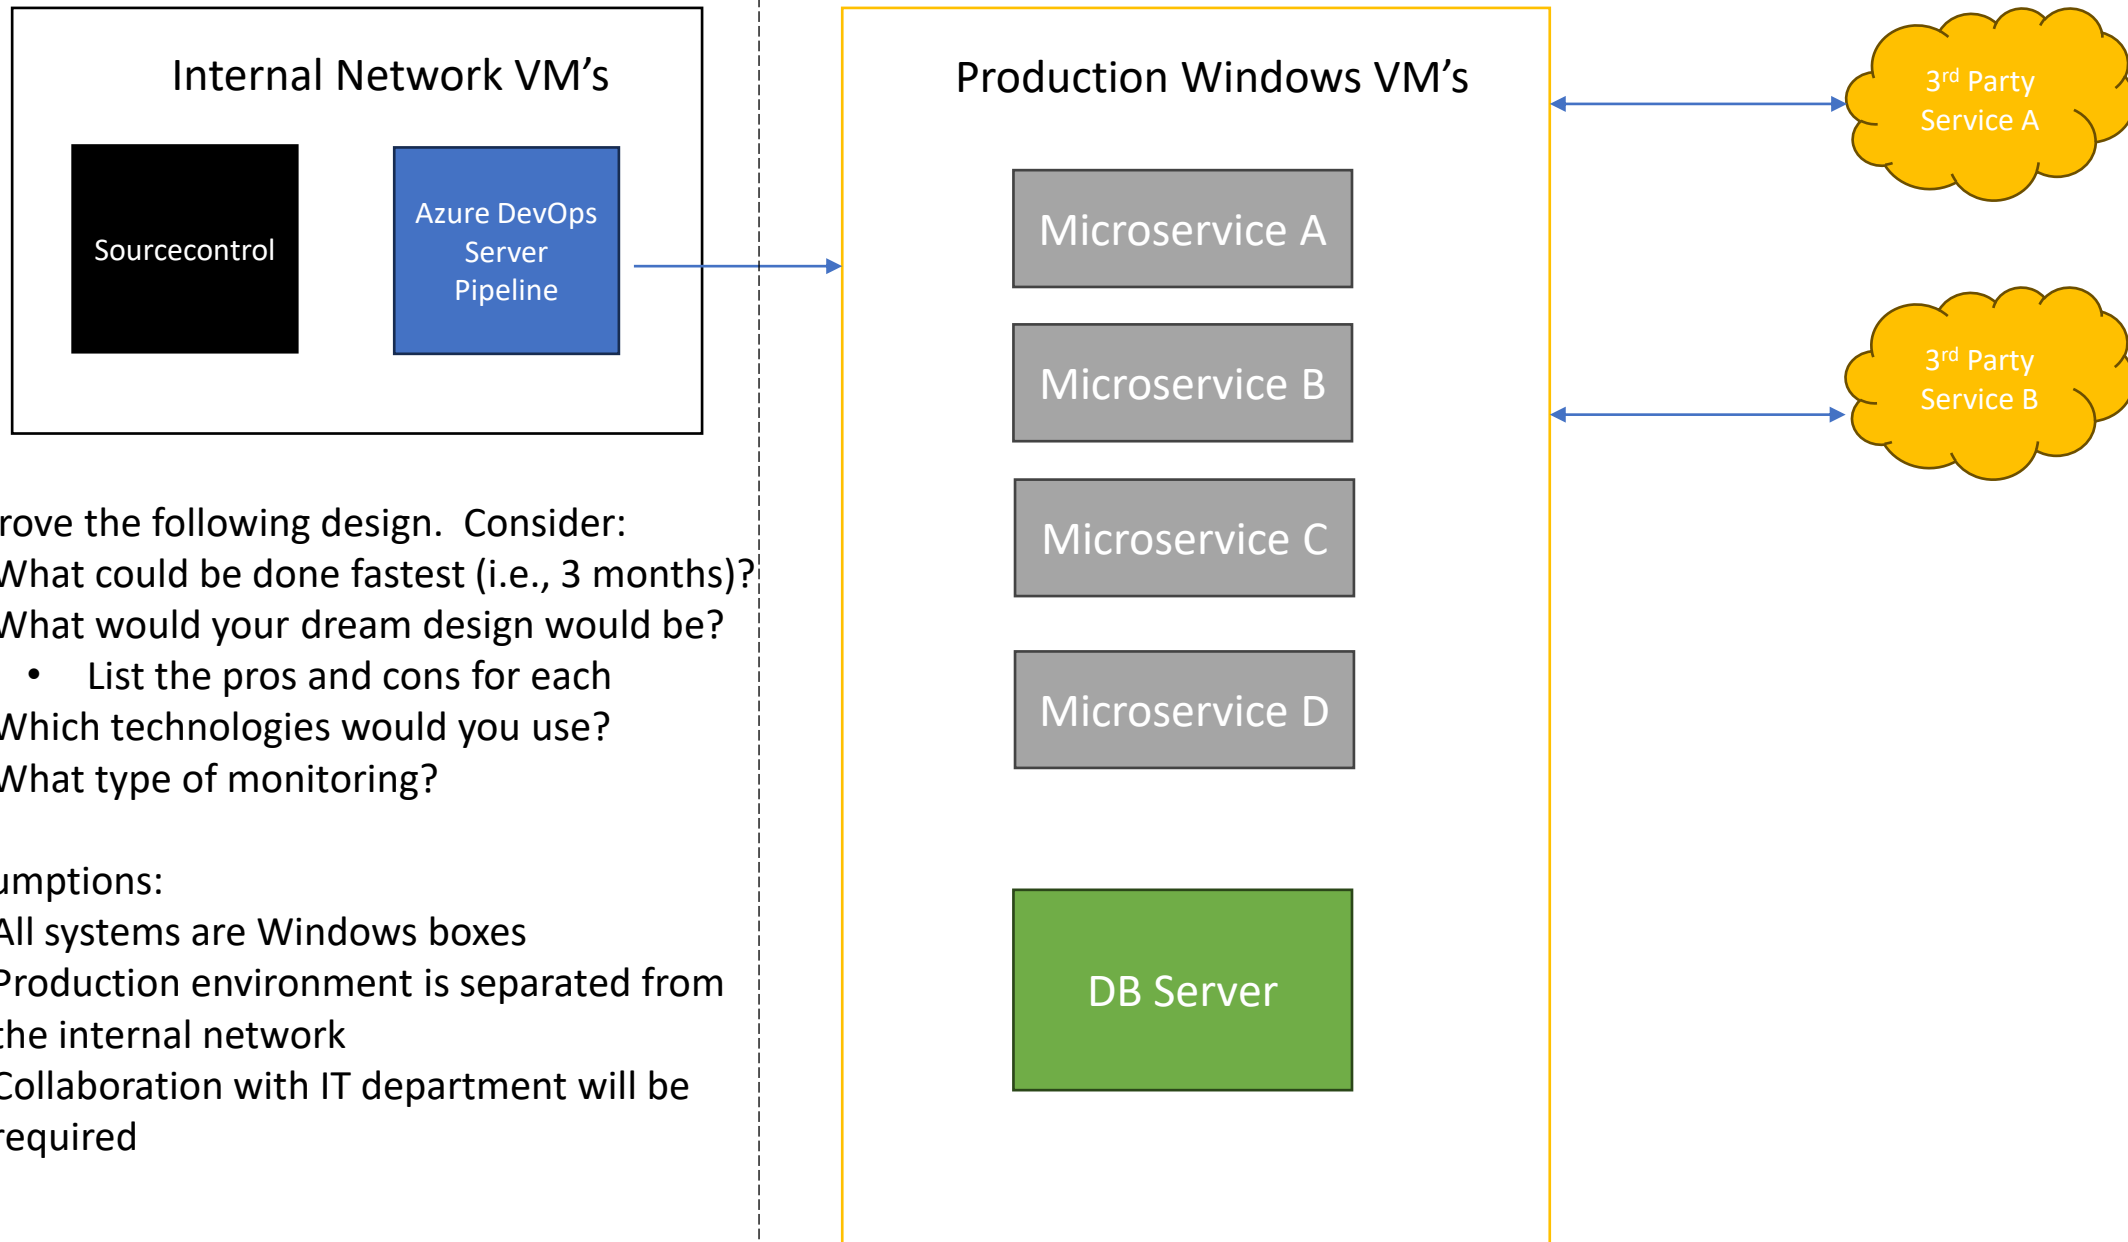 Internal Network VM's
Sourcecontrol
Azure DevOps
Server
Pipeline
Production Windows VM's
Microservice A
Microservice B
Microservice C
Microservice D
DB Server
3rd Party
Service A
3rd Party
Service B
rove the following design.  Consider:
What could be done fastest (i.e., 3 months)?
What would your dream design would be?
• List the pros and cons for each
Which technologies would you use?
What type of monitoring?
umptions:
All systems are Windows boxes
Production environment is separated from
the internal network
Collaboration with IT department will be
required